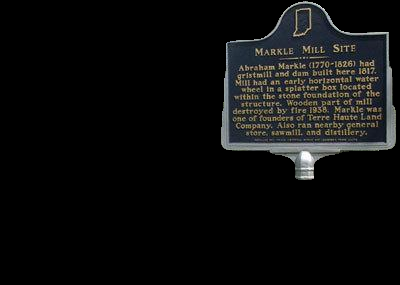 MARKLE MILL SITE
Abraham Markle (1770-1826) had
gristmill and dam built here 1817.
Mill had an early horizontal water
wheel in a splatter box located
within the stone foundation of the
structure. Wooden part of mill
destroyed by fire 1938. Markle was
one of founders of Terre Haute Land
Company. Also ran nearby general
store, sawmill, and distillery.